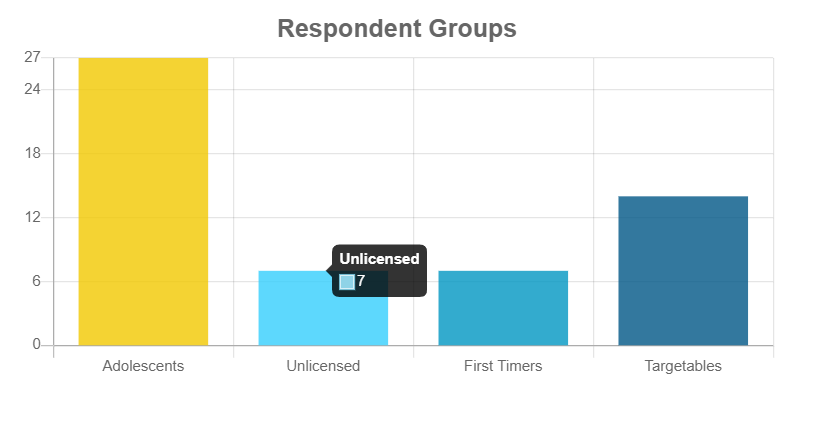 Respondent Groups
27
24
18
12
6
0
Unlicensed
7
Adolescents Unlicensed First Timers Targetables